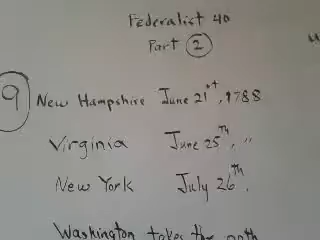 Federalist 40
Part 2
9 New Hampshire June 21st, 1788
Virginia June 25th, "
New York July 26th,
Washington takes the oath